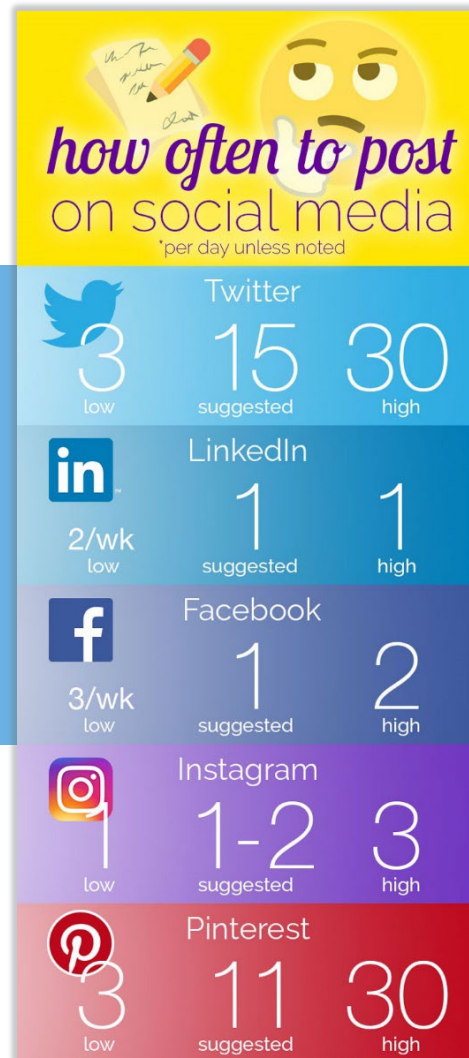 how often to post
on social media
*per day unless noted
Twitter
3 15 30
low suggested high
in
LinkedIn
2/wk 1 1
low suggested high
f
Facebook
3/wk 1 2
low suggested high
Instagram
1 1-2 3
low suggested high
Pinterest
3 11 30
low suggested high